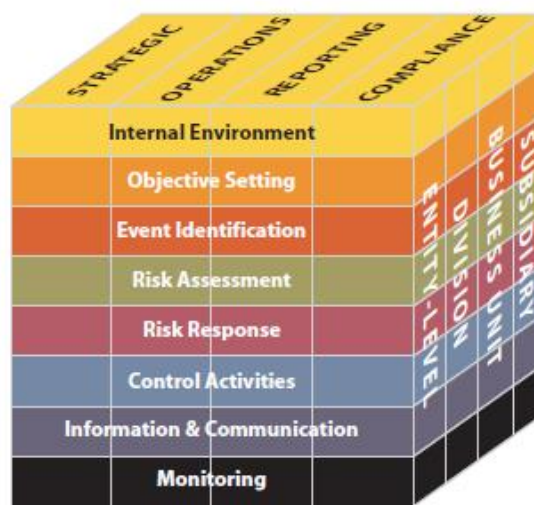 STRATEGIC
OPERATIONS
REPORTING
COMPLIANCE
Internal Environment
Objective Setting
Event Identification
Risk Assessment
Risk Response
Control Activities
Information & Communication
Monitoring
ENTITY-LEVEL
DIVISION
BUSINESS UNIT
SUBSIDIARY